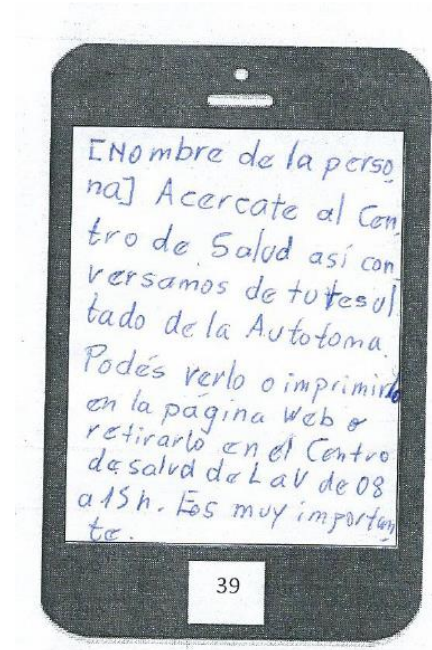 [Nombre de la perso
na] Acercate al Cen
tro de Salud así con
versamos de tu resul
tado de la Autotoma.
Podés verlo o imprimirlo
en la página web o
retirarlo en el Centro
de salud de L a V de 08
a 15 h. Es muy importan
te.
39